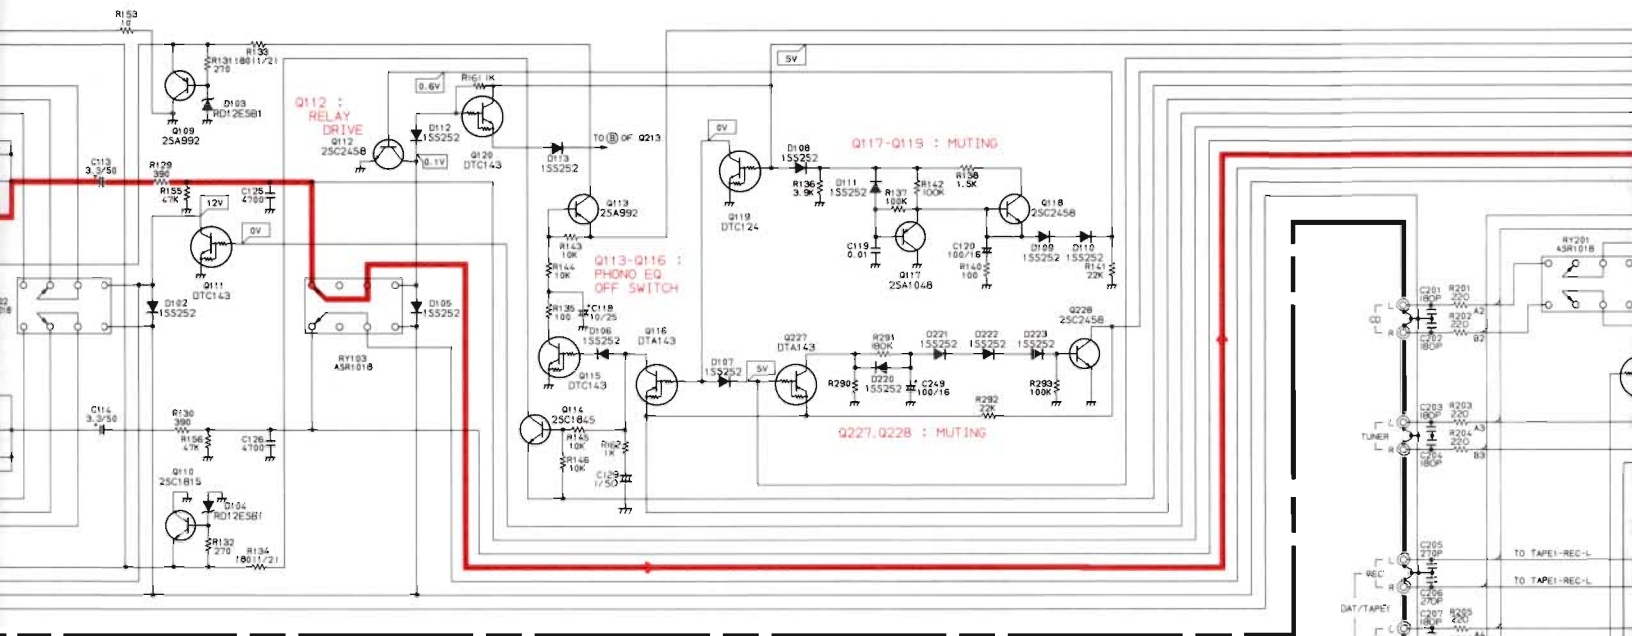 R153
10
R133
R131 180(1/2)
270
D103
RD12ESB1
Q109
2SA992
Q112 :
RELAY
DRIVE
Q112
2SC2458
0.6V
R161 1K
D112
1SS252
0.1V
Q120
DTC143
D113
1SS252
TO Ⓑ OF Q213
5V
0V
Q119
DTC124
D108
1SS252
R136
3.9K
Q117-Q119 : MUTING
D111
1SS252
R137
100K
R142
100K
R138
1.5K
Q118
2SC2458
C119
0.01
Q117
2SA1048
C120
100/16
R140
100
D109
1SS252
D110
1SS252
R141
22K
C113
3.3/50
R129
390
R155
47K
C125
4700
12V
0V
Q111
DTC143
D102
1SS252
RY103
ASR1018
D105
1SS252
Q113
2SA992
R143
10K
R144
10K
Q113-Q116 :
PHONO EQ
OFF SWITCH
R135
100
C118
10/25
D106
1SS252
Q115
DTC143
Q116
DTA143
D107
1SS252
5V
Q227
DTA143
R291
180K
D220
1SS252
R290
C249
100/16
D221
1SS252
D222
1SS252
D223
1SS252
R293
100K
Q228
2SC2458
R292
22K
Q227,Q228 : MUTING
Q114
2SC1845
R145
10K
R146
10K
R162
1K
C129
1/50
C114
3.3/50
R130
390
R156
47K
C126
4700
Q110
2SC1815
D104
RD12ESB1
R132
270
R134
180(1/2)
RY201
ASR1018
L
CD
R
C201
180P
R201
220
A2
R202
220
B2
C202
180P
L
TUNER
R
C203
180P
R203
220
A3
R204
220
B3
C204
180P
C205
270P
L
REC
R
TO TAPE1-REC-L
TO TAPE1-REC-L
C206
270P
DAT/TAPE1
C207
180P
R205
220
L